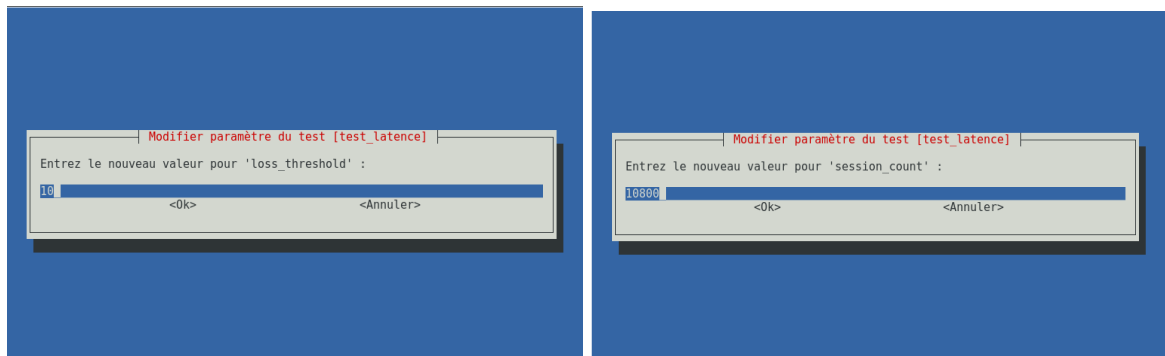 Modifier paramètre du test [test_latence]
Entrez le nouveau valeur pour 'loss_threshold' :
10
<Ok> <Annuler>
Modifier paramètre du test [test_latence]
Entrez le nouveau valeur pour 'session_count' :
10800
<Ok> <Annuler>